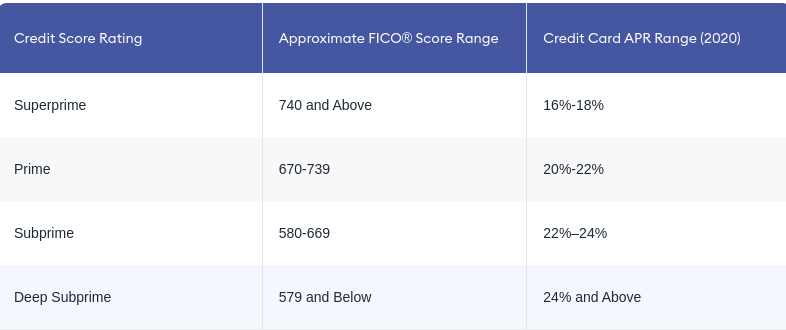 Credit Score Rating Approximate FICO® Score Range Credit Card APR Range (2020)
Superprime 740 and Above 16%-18%
Prime 670-739 20%-22%
Subprime 580-669 22%–24%
Deep Subprime 579 and Below 24% and Above